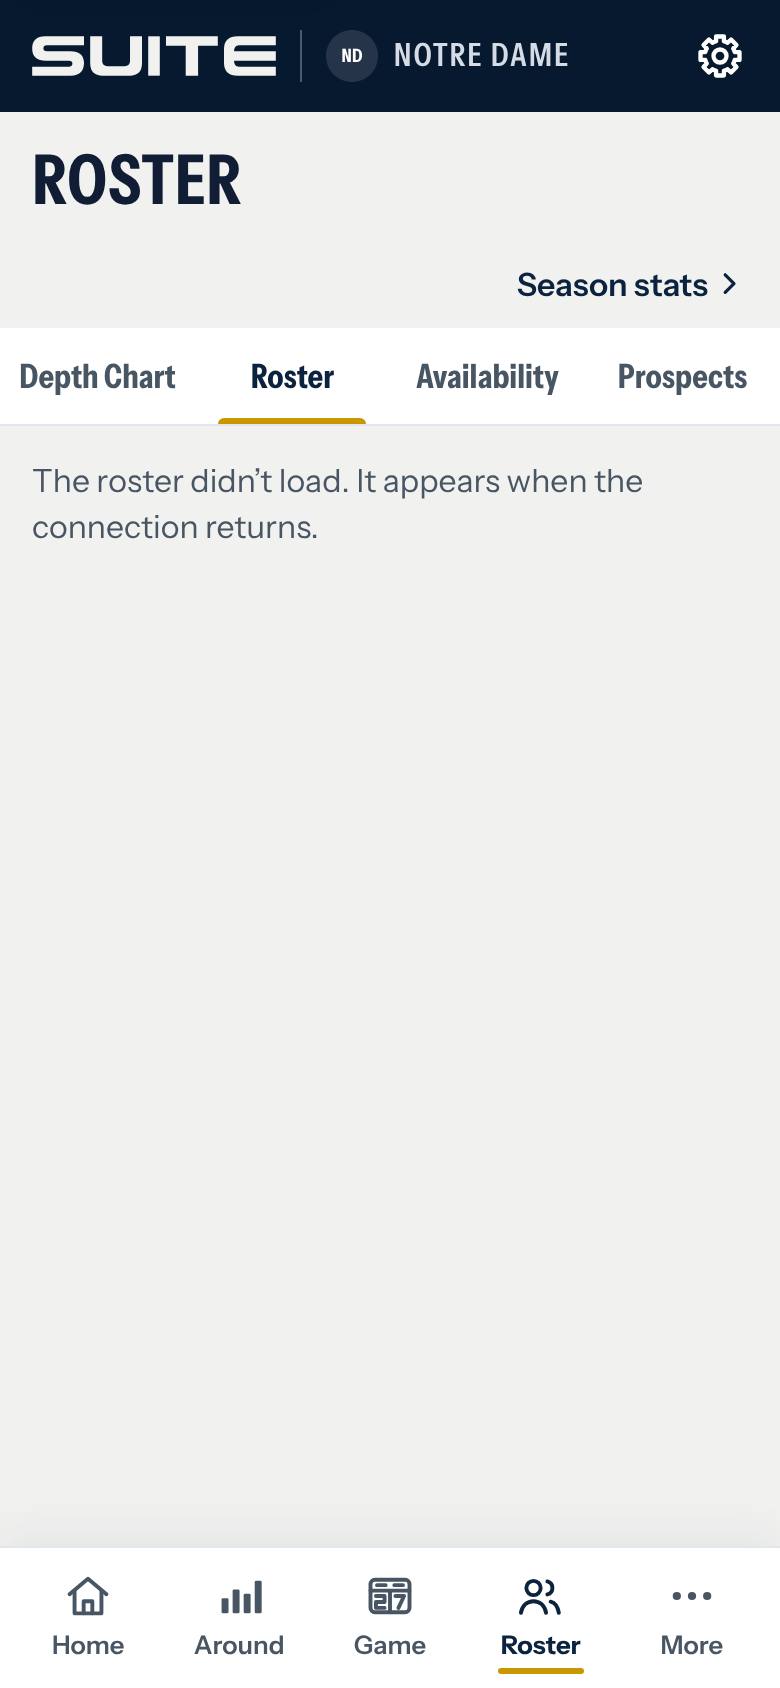 SUITE
ND
NOTRE DAME
ROSTER
Season stats
Depth Chart
Roster
Availability
Prospects
The roster didn’t load. It appears when the
connection returns.
27
Home
Around
Game
Roster
More